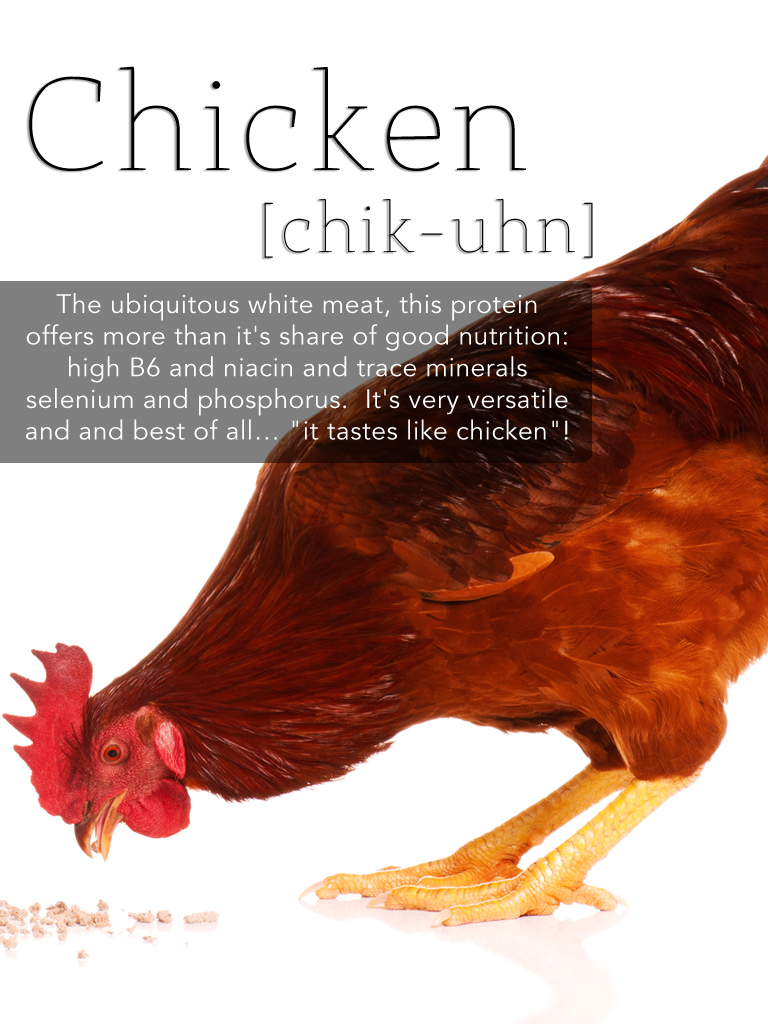 Chicken
[chik-uhn]
The ubiquitous white meat, this protein
offers more than it's share of good nutrition:
high B6 and niacin and trace minerals
selenium and phosphorus.  It's very versatile
and and best of all... "it tastes like chicken"!